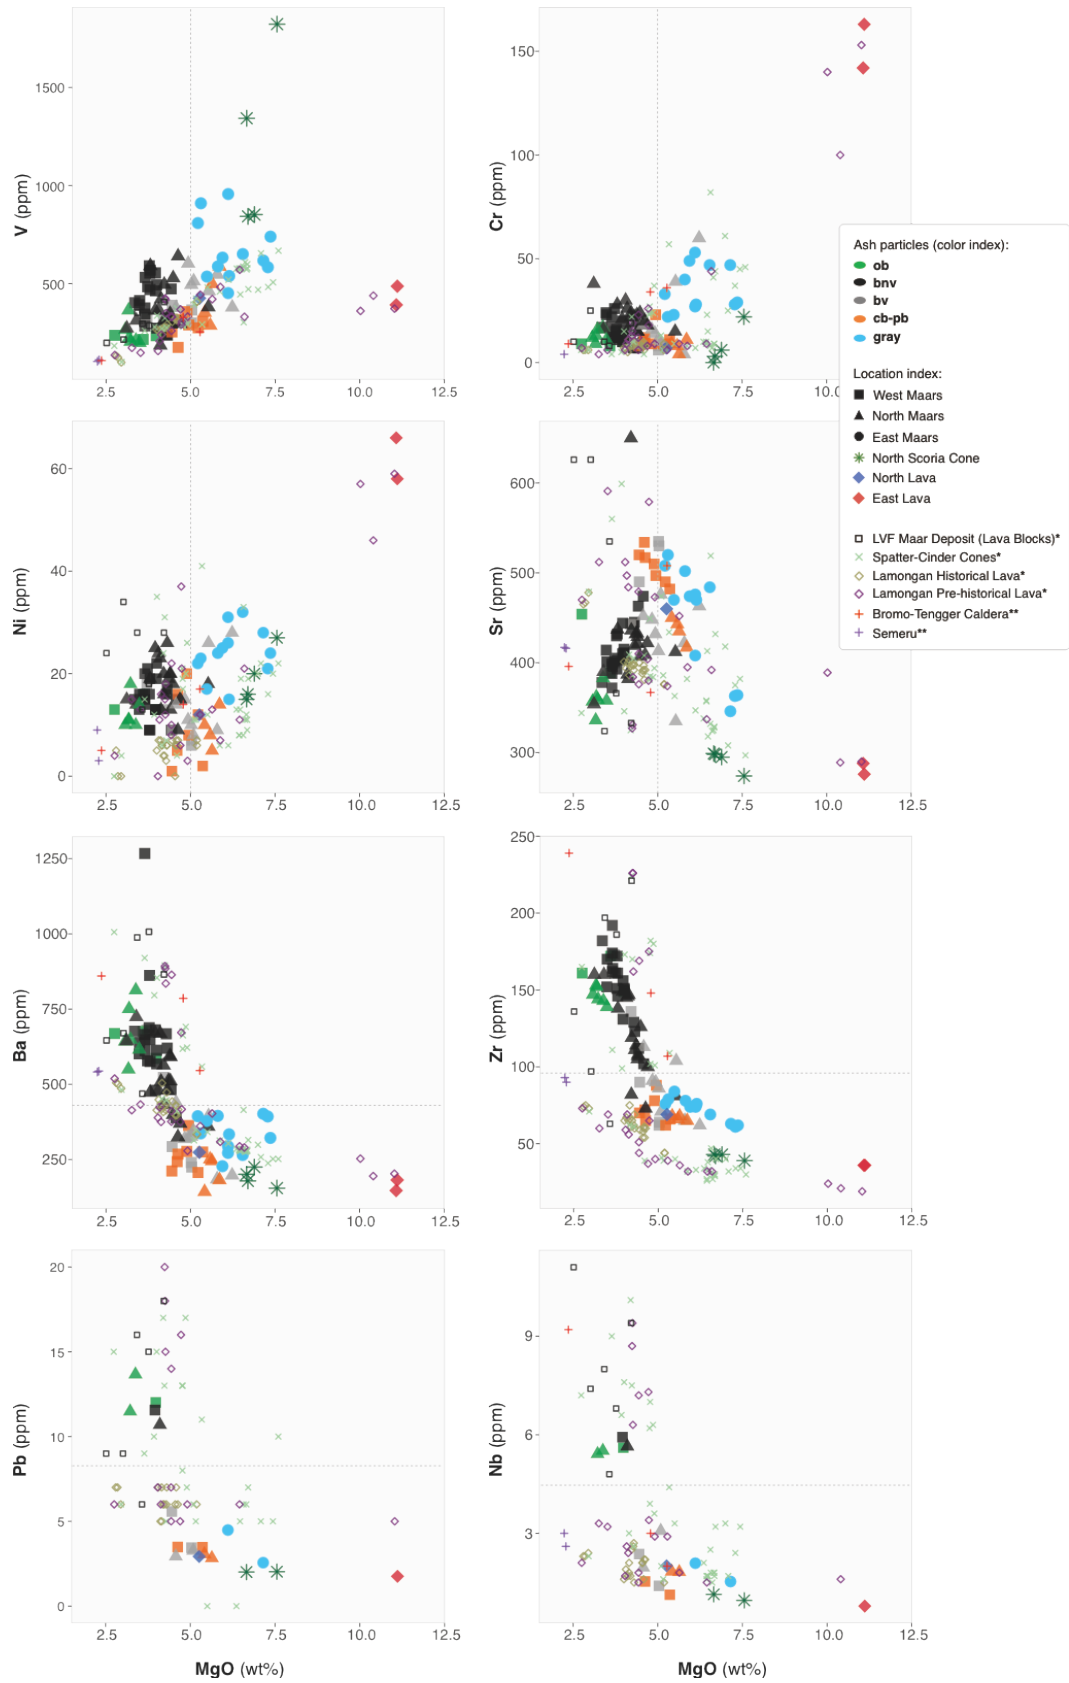 1500
1000
500
V (ppm)
2.5 5.0 7.5 10.0 12.5
150
100
50
0
Cr (ppm)
2.5 5.0 7.5 10.0
Ash particles (color index):
ob
bnv
bv
cb-pb
gray
Location index:
West Maars
North Maars
East Maars
North Scoria Cone
North Lava
East Lava
LVF Maar Deposit (Lava Blocks)*
Spatter-Cinder Cones*
Lamongan Historical Lava*
Lamongan Pre-historical Lava*
Bromo-Tengger Caldera**
Semeru**
60
40
20
0
Ni (ppm)
2.5 5.0 7.5 10.0 12.5
600
500
400
300
Sr (ppm)
2.5 5.0 7.5 10.0 12.5
1250
1000
750
500
250
Ba (ppm)
2.5 5.0 7.5 10.0 12.5
250
200
150
100
50
Zr (ppm)
2.5 5.0 7.5 10.0 12.5
20
15
10
5
0
Pb (ppm)
2.5 5.0 7.5 10.0 12.5
MgO (wt%)
9
6
3
Nb (ppm)
2.5 5.0 7.5 10.0 12.5
MgO (wt%)